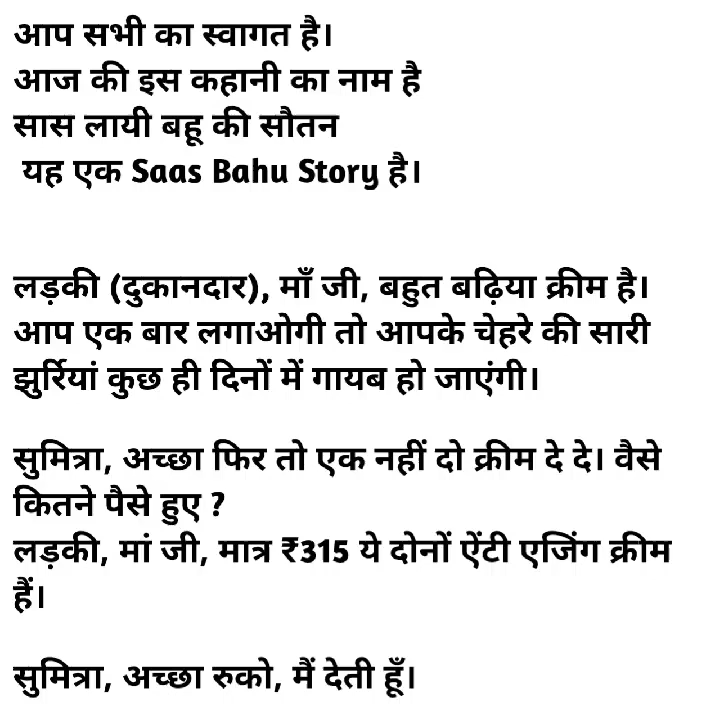 आप सभी का स्वागत है।
आज की इस कहानी का नाम है
सास लायी बहू की सौतन
यह एक Saas Bahu Story है।
लड़की (दुकानदार), माँ जी, बहुत बढ़िया क्रीम है।
आप एक बार लगाओगी तो आपके चेहरे की सारी
झुर्रियां कुछ ही दिनों में गायब हो जाएंगी।
सुमित्रा, अच्छा फिर तो एक नहीं दो क्रीम दे दे। वैसे
कितने पैसे हुए ?
लड़की, मां जी, मात्र ₹315 ये दोनों ऐंटी एजिंग क्रीम
हैं।
सुमित्रा, अच्छा रुको, मैं देती हूँ।